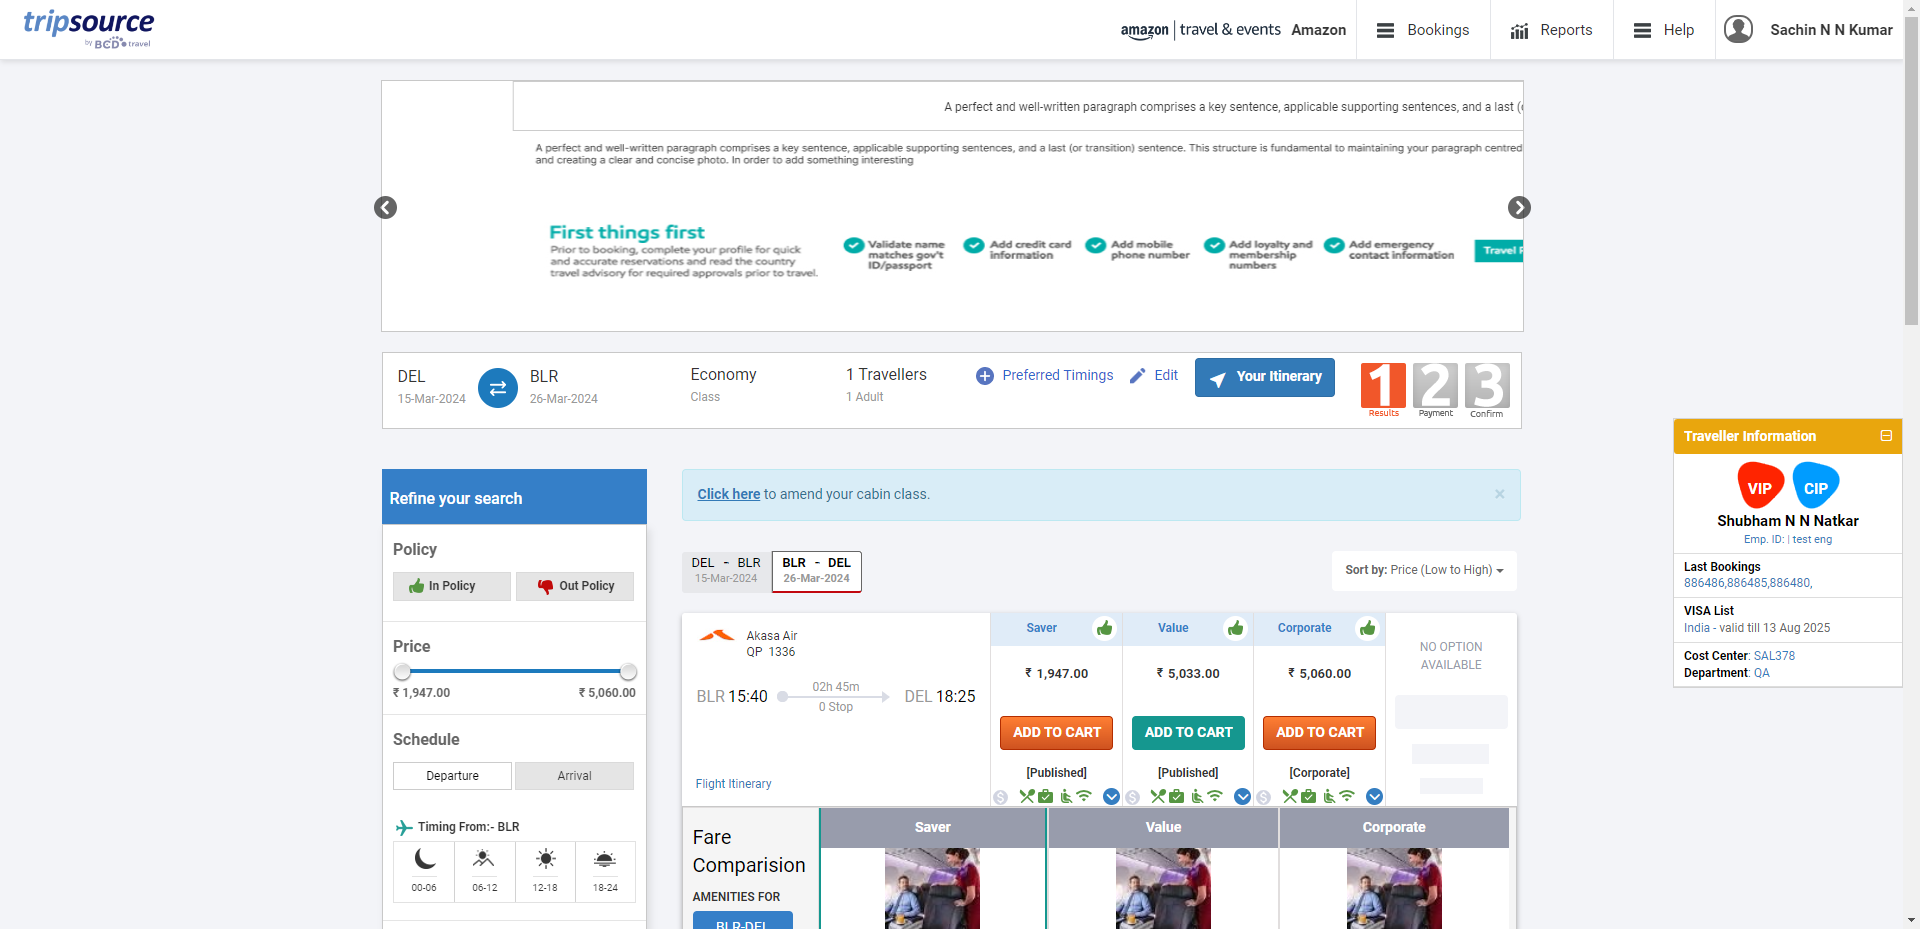 tripsource
by BCD travel
amazon | travel & events Amazon
Bookings
Reports
Help
Sachin N N Kumar
A perfect and well-written paragraph comprises a key sentence, applicable supporting sentences, and a last (
A perfect and well-written paragraph comprises a key sentence, applicable supporting sentences, and a last (or transition) sentence. This structure is fundamental to maintaining your paragraph centred
and creating a clear and concise photo. In order to add something interesting
First things first
Prior to booking, complete your profile for quick
and accurate reservations and read the country
travel advisory for required approvals prior to travel.
Validate name
matches gov't
ID/passport
Add credit card
information
Add mobile
phone number
Add loyalty and
membership
numbers
Add emergency
contact information
Travel
DEL
15-Mar-2024
BLR
26-Mar-2024
Economy
Class
1 Travellers
1 Adult
Preferred Timings
Edit
Your Itinerary
1
Results
2
Payment
3
Confirm
Traveller Information
VIP
CIP
Shubham N N Natkar
Emp. ID: | test eng
Last Bookings
886486,886485,886480,
VISA List
India - valid till 13 Aug 2025
Cost Center: SAL378
Department: QA
Refine your search
Policy
In Policy
Out Policy
Price
₹ 1,947.00
₹ 5,060.00
Schedule
Departure
Arrival
Timing From:- BLR
00-06
06-12
12-18
18-24
Click here to amend your cabin class.
×
DEL - BLR
15-Mar-2024
BLR - DEL
26-Mar-2024
Sort by: Price (Low to High)
Akasa Air
QP 1336
BLR 15:40
02h 45m
0 Stop
DEL 18:25
Flight Itinerary
Saver
₹ 1,947.00
ADD TO CART
[Published]
Value
₹ 5,033.00
ADD TO CART
[Published]
Corporate
₹ 5,060.00
ADD TO CART
[Corporate]
NO OPTION
AVAILABLE
Fare
Comparision
AMENITIES FOR
BLR-DEL
Saver
Value
Corporate